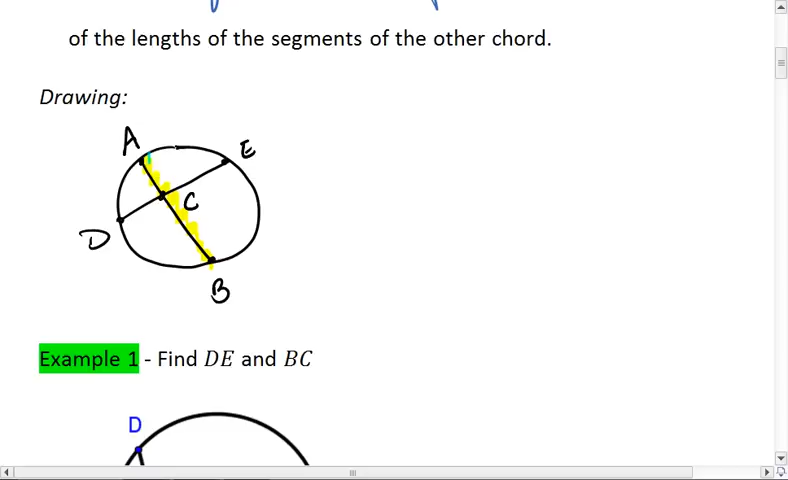 of the lengths of the segments of the other chord.
Drawing:
A
E
C
D
B
Example 1 - Find DE and BC
D